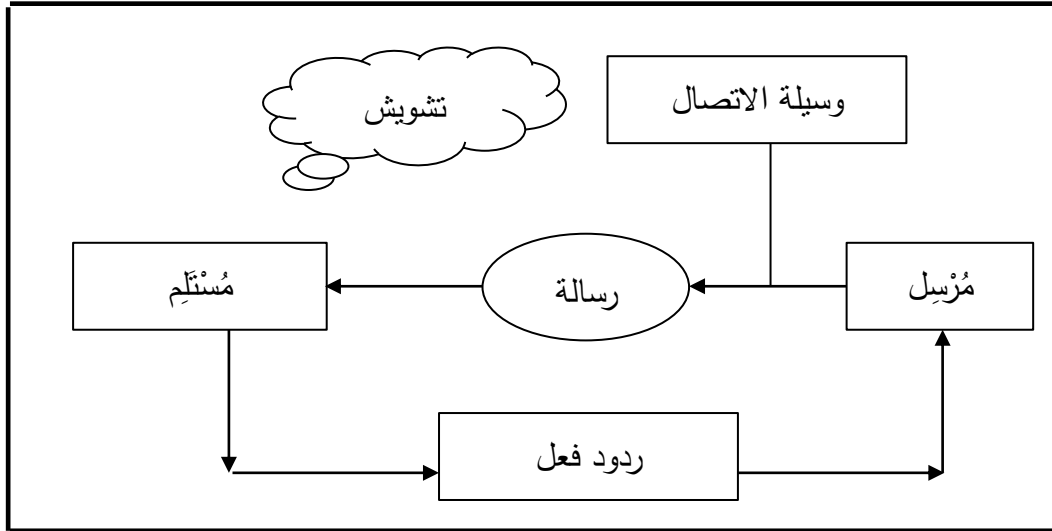 وسيلة الاتصال
تشويش
مُرْسِل
رسالة
مُسْتَلِم
ردود فعل